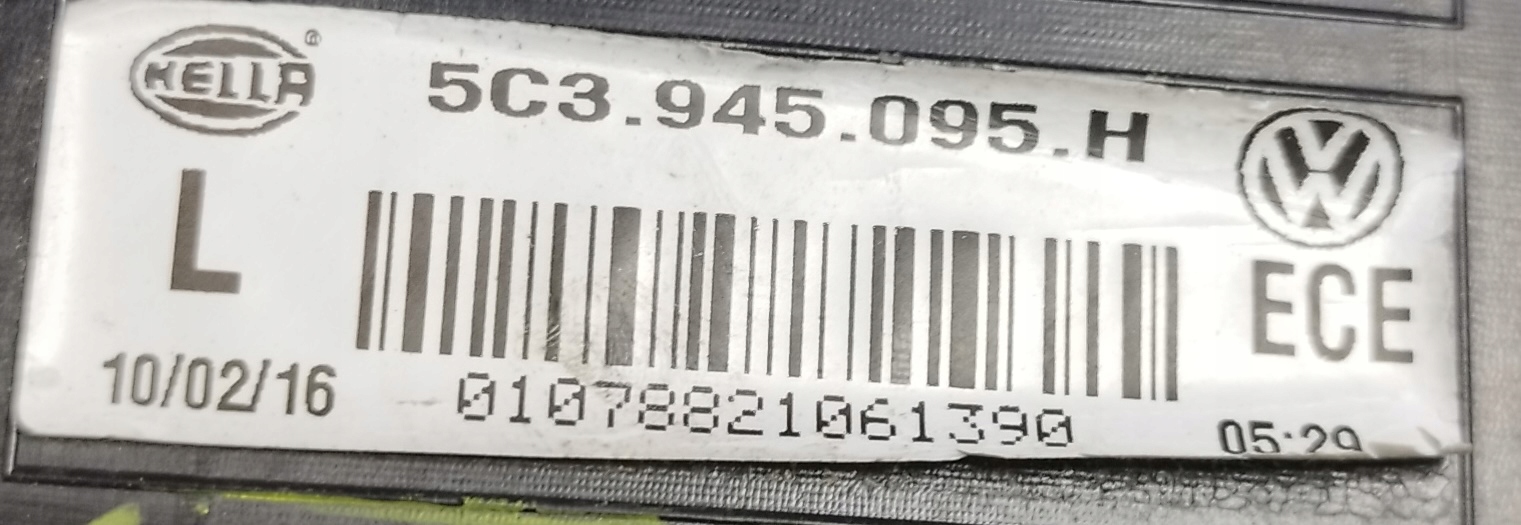 HELLA®
5C3.945.095.H
L
ECE
10/02/16
01078821061390
05:29